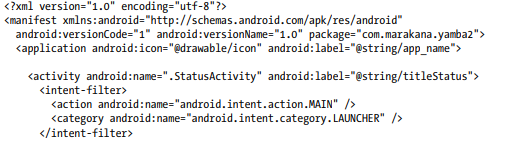 <?xml version="1.0" encoding="utf-8"?>
<manifest xmlns:android="http://schemas.android.com/apk/res/android"
android:versionCode="1" android:versionName="1.0" package="com.marakana.yamba2">
<application android:icon="@drawable/icon" android:label="@string/app_name">
<activity android:name=".StatusActivity" android:label="@string/titleStatus">
<intent-filter>
<action android:name="android.intent.action.MAIN" />
<category android:name="android.intent.category.LAUNCHER" />
</intent-filter>